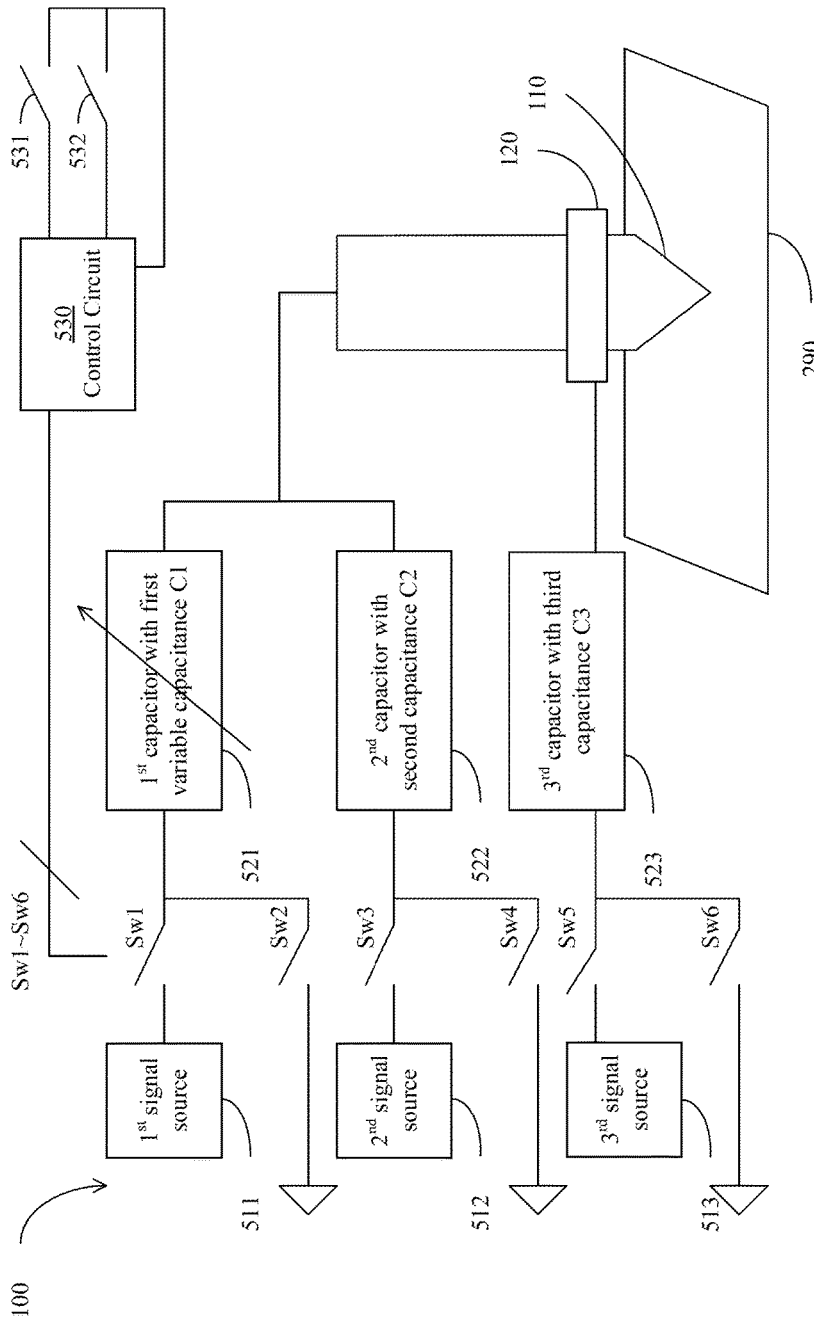 100
Sw1~Sw6
530
Control Circuit
531
532
1st signal
source
511
Sw1
Sw2
1st capacitor with first
variable capacitance C1
521
2nd signal
source
512
Sw3
Sw4
2nd capacitor with
second capacitance C2
522
3rd signal
source
513
Sw5
Sw6
3rd capacitor with third
capacitance C3
523
120
110
290